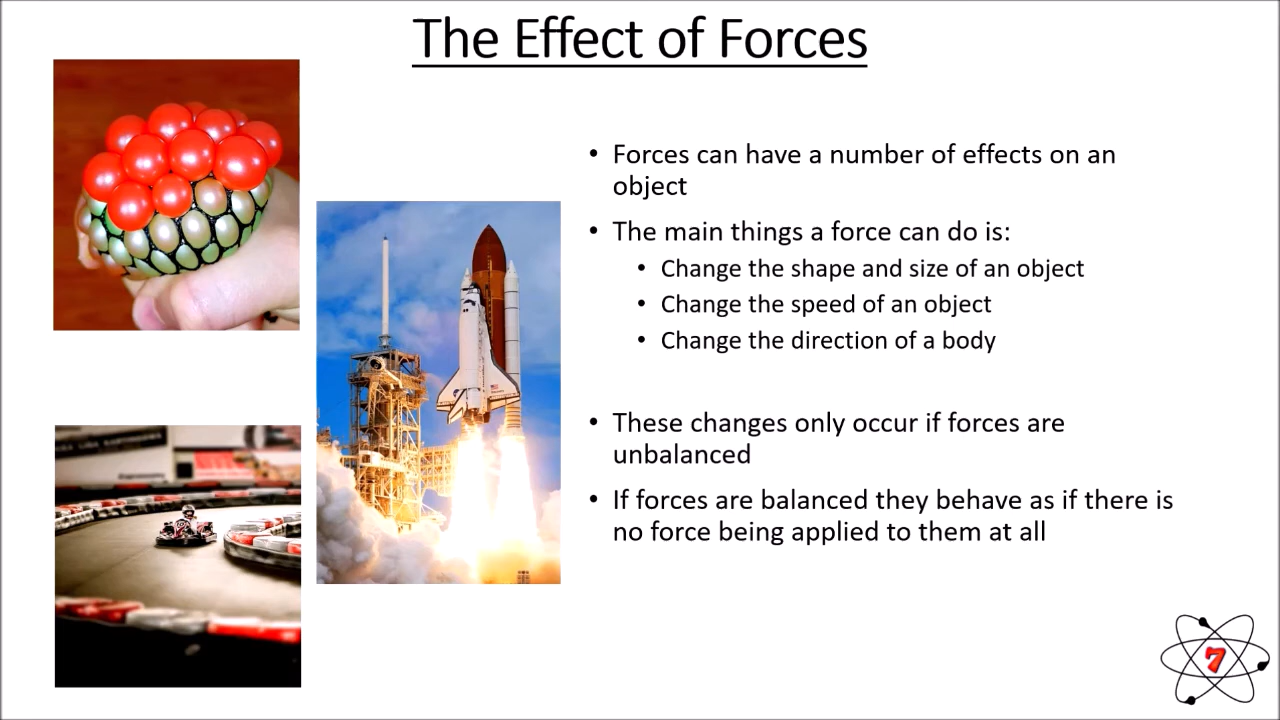 The Effect of Forces
• Forces can have a number of effects on an
object
• The main things a force can do is:
• Change the shape and size of an object
• Change the speed of an object
• Change the direction of a body
• These changes only occur if forces are
unbalanced
• If forces are balanced they behave as if there is
no force being applied to them at all
7